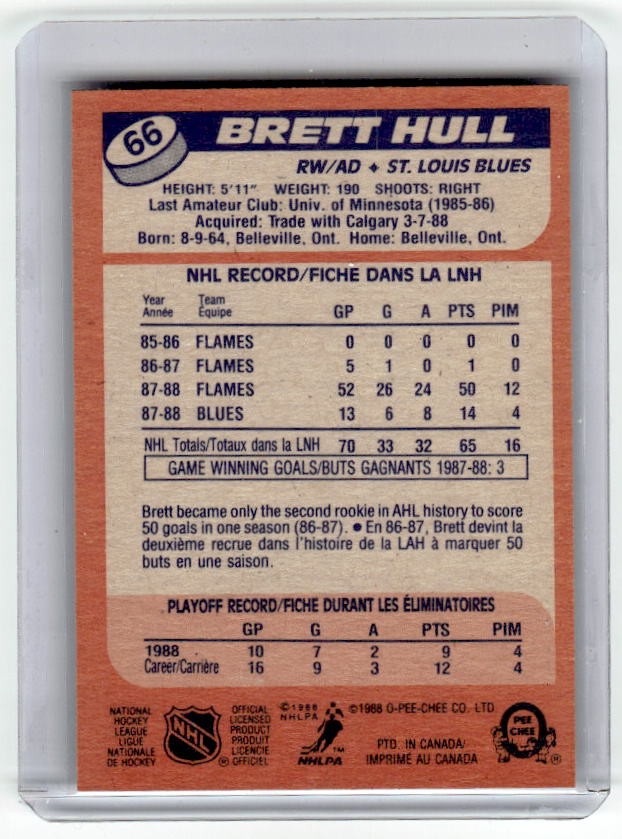 66
BRETT HULL
RW/AD ♦ ST. LOUIS BLUES
HEIGHT: 5'11" WEIGHT: 190 SHOOTS: RIGHT
Last Amateur Club: Univ. of Minnesota (1985-86)
Acquired: Trade with Calgary 3-7-88
Born: 8-9-64, Belleville, Ont. Home: Belleville, Ont.
NHL RECORD/FICHE DANS LA LNH
Year Team
Année Équipe GP G A PTS PIM
85-86 FLAMES 0 0 0 0 0
86-87 FLAMES 5 1 0 1 0
87-88 FLAMES 52 26 24 50 12
87-88 BLUES 13 6 8 14 4
NHL Totals/Totaux dans la LNH 70 33 32 65 16
GAME WINNING GOALS/BUTS GAGNANTS 1987-88: 3
Brett became only the second rookie in AHL history to score
50 goals in one season (86-87). ● En 86-87, Brett devint la
deuxième recrue dans l'histoire de la LAH à marquer 50
buts en une saison.
PLAYOFF RECORD/FICHE DURANT LES ÉLIMINATOIRES
GP G A PTS PIM
1988 10 7 2 9 4
Career/Carrière 16 9 3 12 4
NATIONAL
HOCKEY
LEAGUE
LIGUE
NATIONALE
DE HOCKEY
NHL
®
OFFICIAL
LICENSED
PRODUCT
PRODUIT
LICENCIE
OFFICIEL
©1988
NHLPA
™
NHLPA
©1988 O-PEE-CHEE CO. LTD.
PTD. IN CANADA/
IMPRIMÉ AU CANADA
O
PEE
CHEE
®